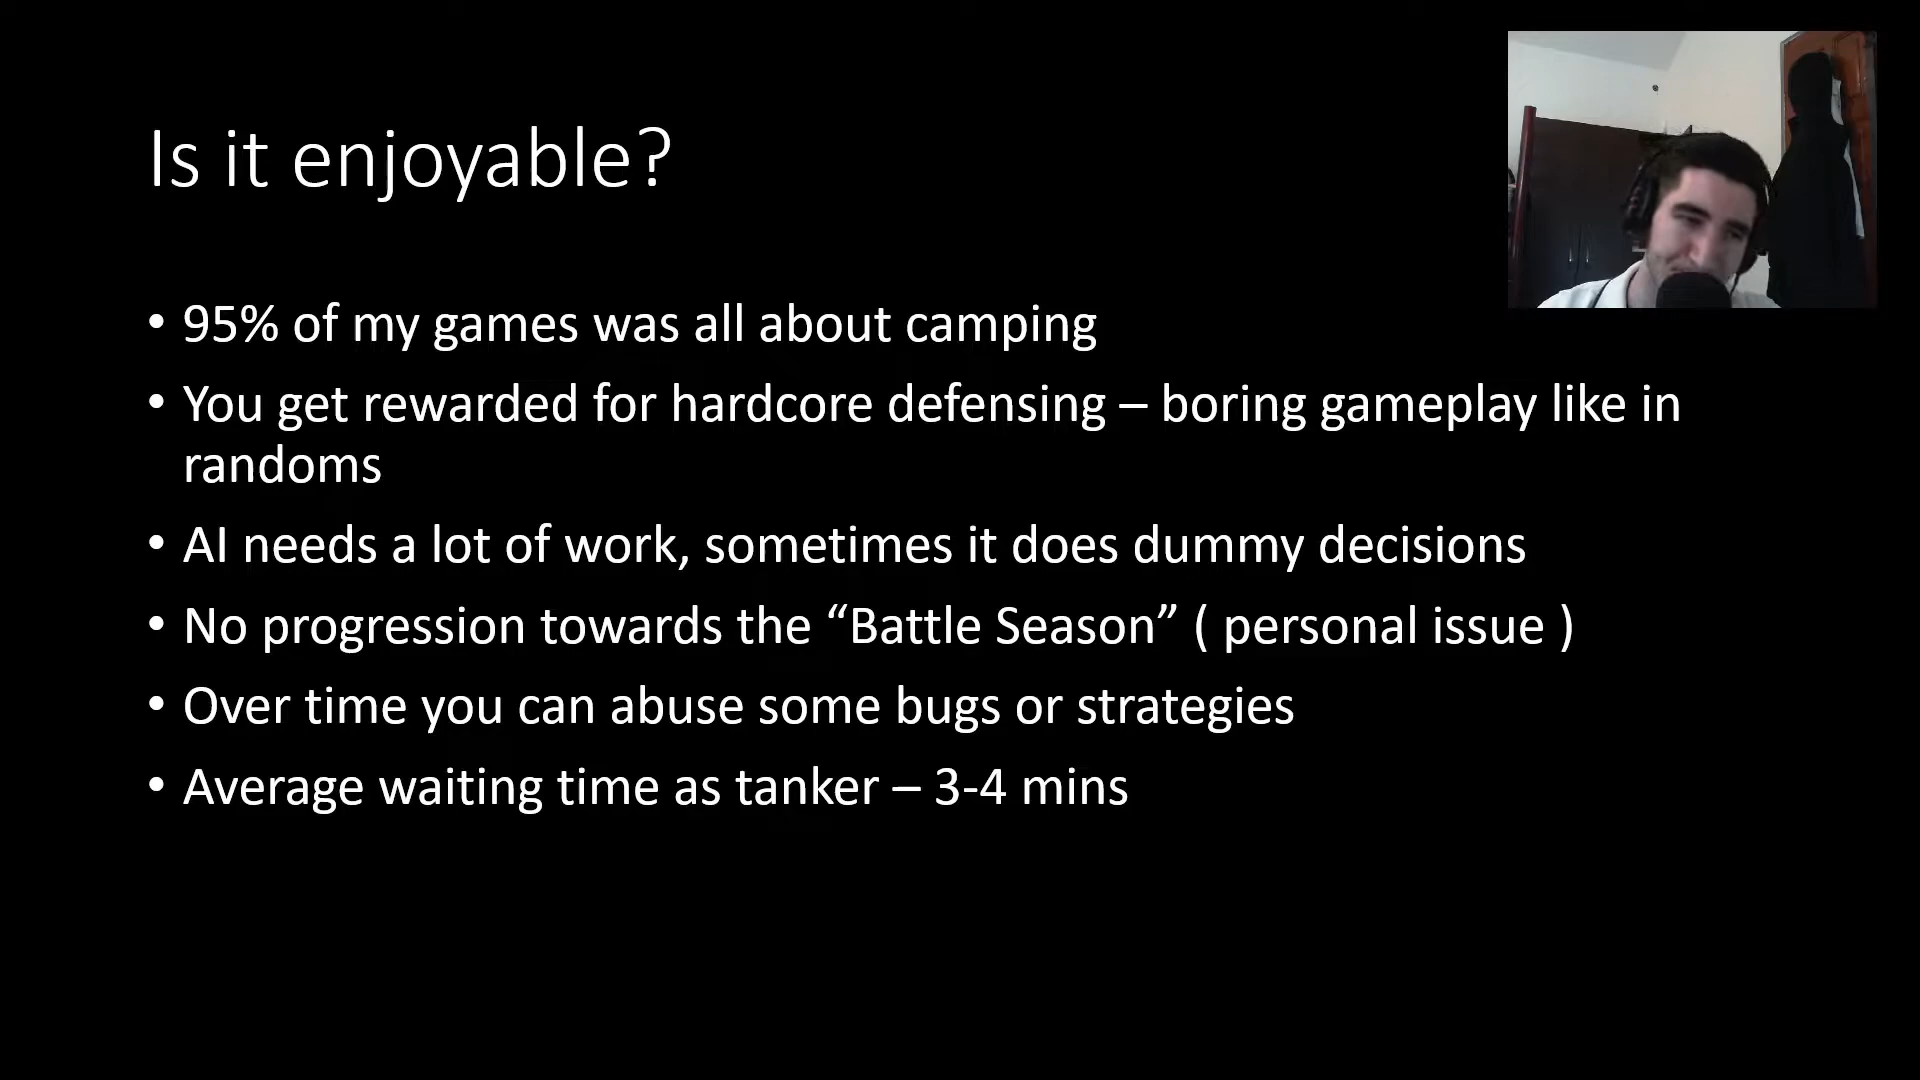 Is it enjoyable?
• 95% of my games was all about camping
• You get rewarded for hardcore defensing – boring gameplay like in
randoms
• AI needs a lot of work, sometimes it does dummy decisions
• No progression towards the “Battle Season” ( personal issue )
• Over time you can abuse some bugs or strategies
• Average waiting time as tanker – 3-4 mins